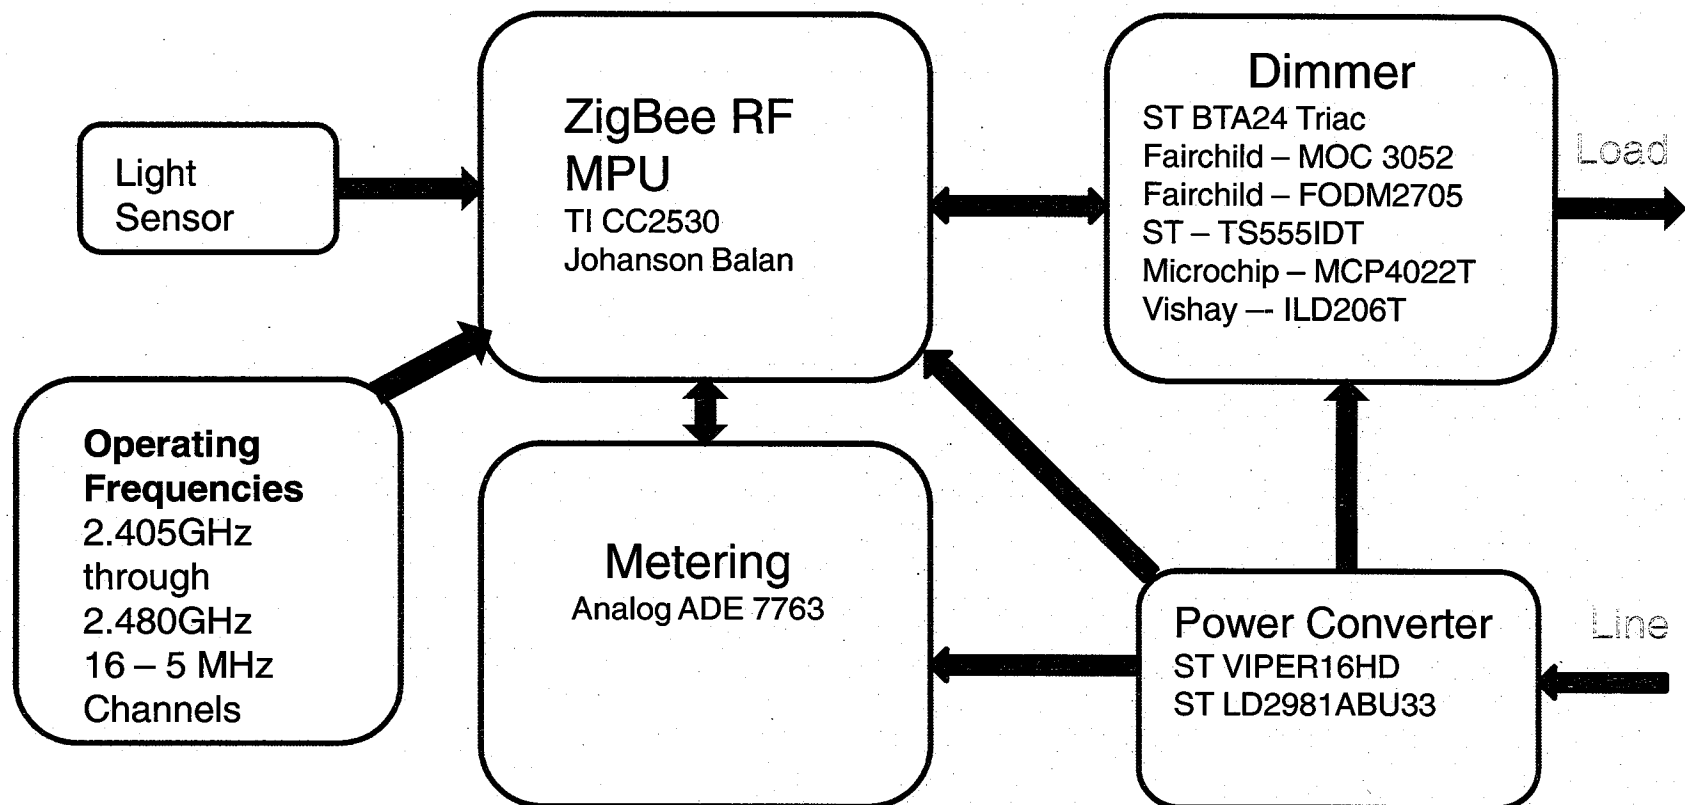 Light
Sensor
ZigBee RF
MPU
TI CC2530
Johanson Balan
Dimmer
ST BTA24 Triac
Fairchild – MOC 3052
Fairchild – FODM2705
ST – TS555IDT
Microchip – MCP4022T
Vishay –- ILD206T
Load
Operating
Frequencies
2.405GHz
through
2.480GHz
16 – 5 MHz
Channels
Metering
Analog ADE 7763
Power Converter
ST VIPER16HD
ST LD2981ABU33
Line